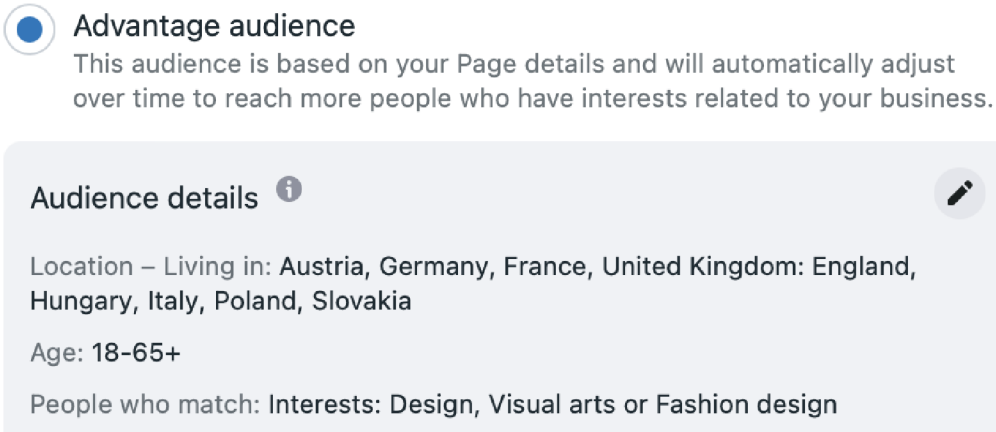 Advantage audience
This audience is based on your Page details and will automatically adjust
over time to reach more people who have interests related to your business.
Audience details
Location – Living in: Austria, Germany, France, United Kingdom: England,
Hungary, Italy, Poland, Slovakia
Age: 18-65+
People who match: Interests: Design, Visual arts or Fashion design